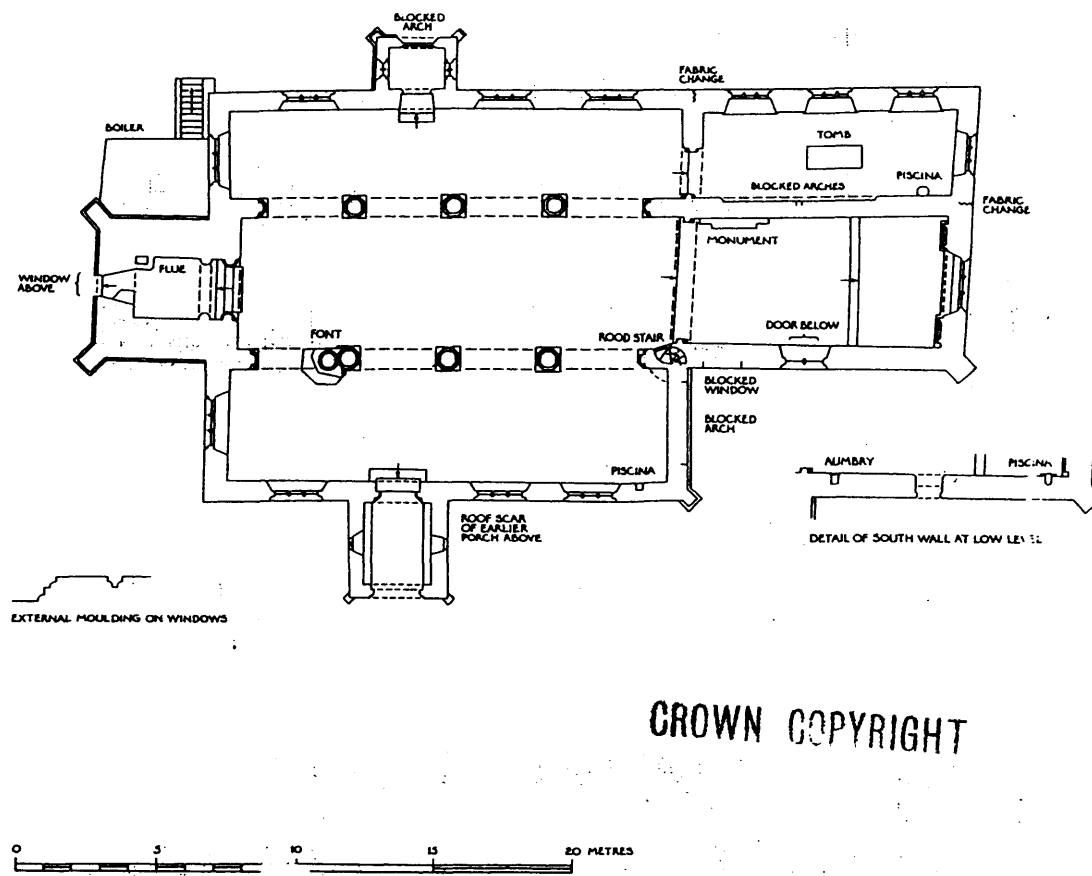 BLOCKED
ARCH
FABRIC
CHANGE
BOILER
TOMB
PISCINA
BLOCKED ARCHES
FABRIC
CHANGE
MONUMENT
WINDOW
ABOVE
FLUE
FONT
ROOD STAIR
DOOR BELOW
BLOCKED
WINDOW
BLOCKED
ARCH
PISCINA
AUMBRY
PISCINA
ROOF SCAR
OF EARLIER
PORCH ABOVE
DETAIL OF SOUTH WALL AT LOW LEVEL
EXTERNAL MOULDING ON WINDOWS
CROWN COPYRIGHT
0 5 10 15 20 METRES